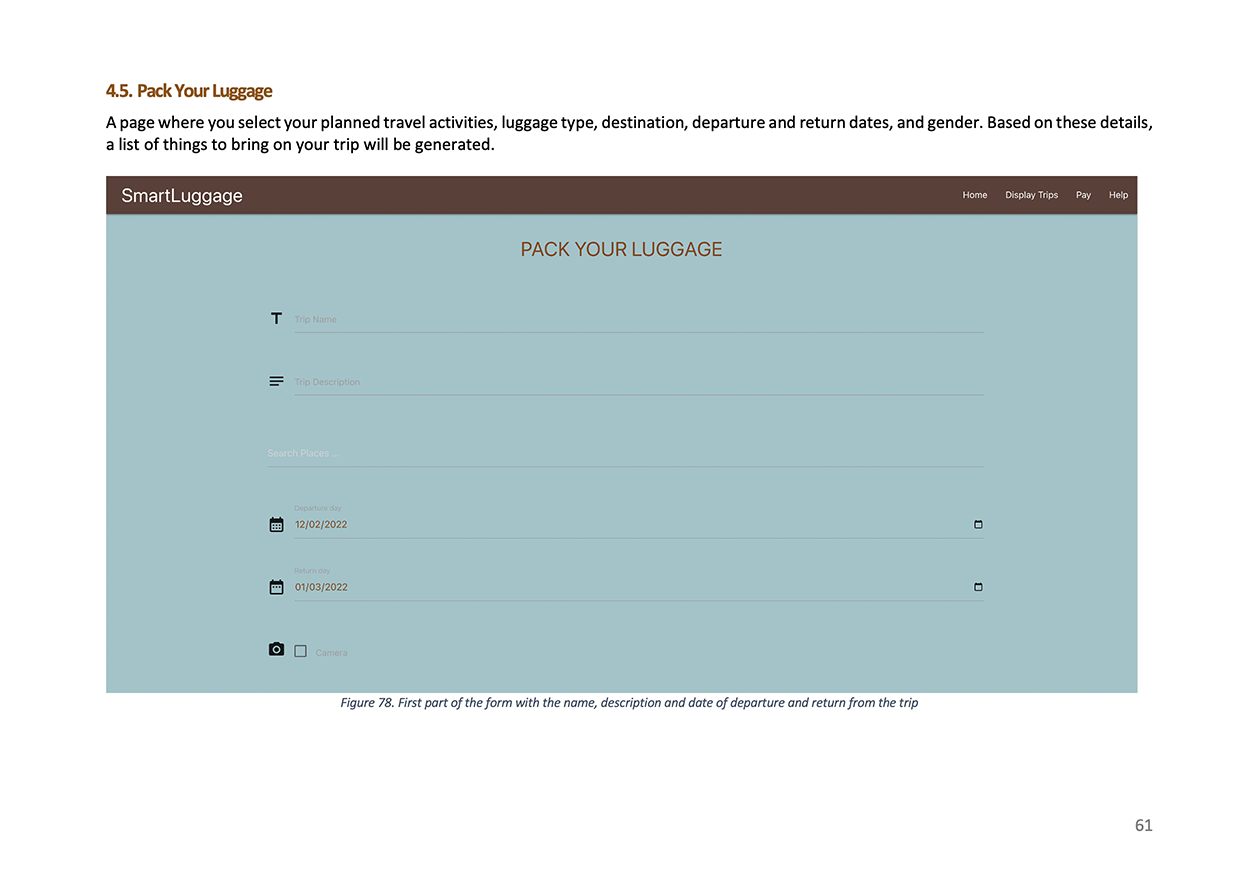 4.5. Pack Your Luggage
A page where you select your planned travel activities, luggage type, destination, departure and return dates, and gender. Based on these details,
a list of things to bring on your trip will be generated.
SmartLuggage
Home Display Trips Pay Help
PACK YOUR LUGGAGE
Trip Name
Trip Description
Search Places ...
Departure day
12/02/2022
Return day
01/03/2022
Camera
Figure 78. First part of the form with the name, description and date of departure and return from the trip
61